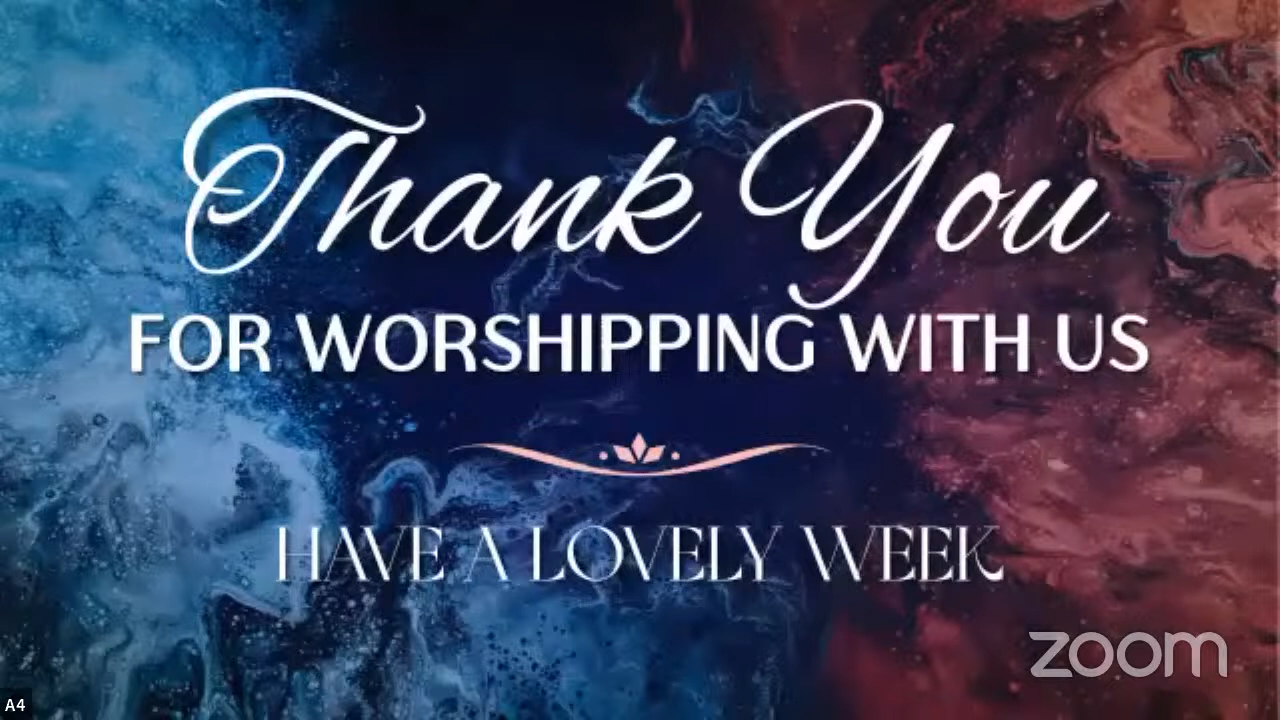 Thank You
FOR WORSHIPPING WITH US
HAVE A LOVELY WEEK
zoom
A4